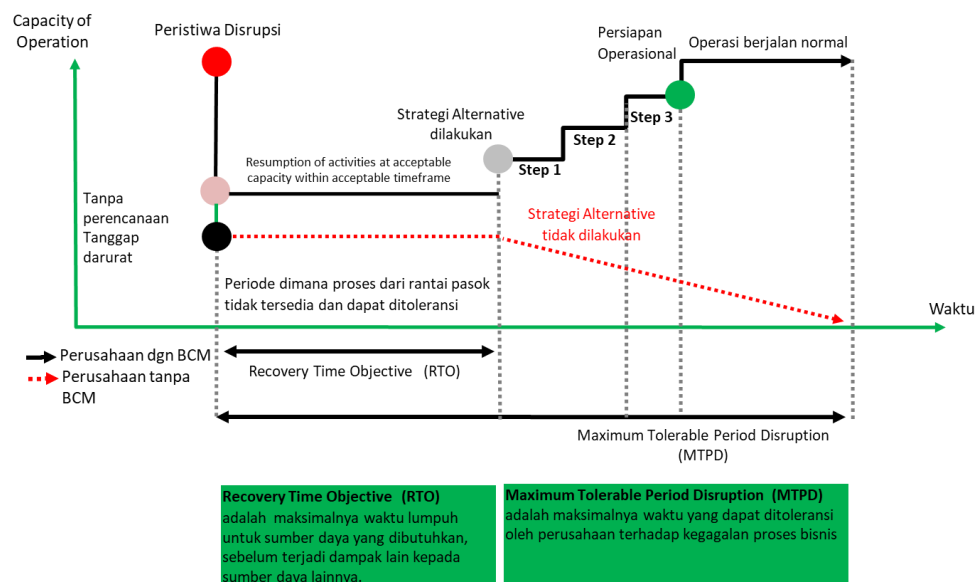 Capacity of
Operation
Peristiwa Disrupsi
Persiapan
Operasional
Operasi berjalan normal
Strategi Alternative
dilakukan
Step 1
Step 2
Step 3
Resumption of activities at acceptable
capacity within acceptable timeframe
Tanpa
perencanaan
Tanggap
darurat
Strategi Alternative
tidak dilakukan
Periode dimana proses dari rantai pasok
tidak tersedia dan dapat ditoleransi
Waktu
Perusahaan dgn BCM
Perusahaan tanpa
BCM
Recovery Time Objective (RTO)
Maximum Tolerable Period Disruption
(MTPD)
Recovery Time Objective (RTO)
adalah maksimalnya waktu lumpuh
untuk sumber daya yang dibutuhkan,
sebelum terjadi dampak lain kepada
sumber daya lainnya.
Maximum Tolerable Period Disruption (MTPD)
adalah maksimalnya waktu yang dapat ditoleransi
oleh perusahaan terhadap kegagalan proses bisnis